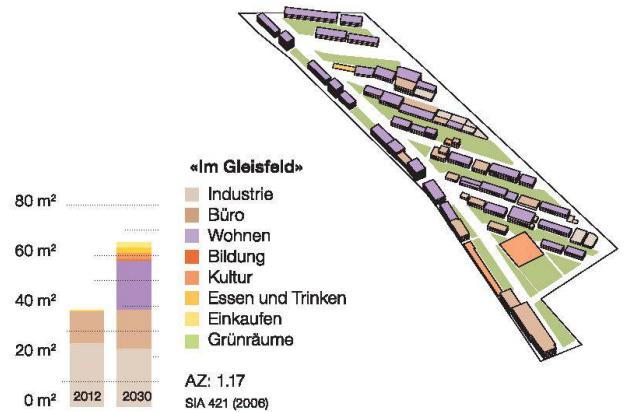 «Im Gleisfeld»
Industrie
Büro
Wohnen
Bildung
Kultur
Essen und Trinken
Einkaufen
Grünräume
AZ: 1.17
SIA 421 (2006)
80 m²
60 m²
40 m²
20 m²
0 m²
2012
2030